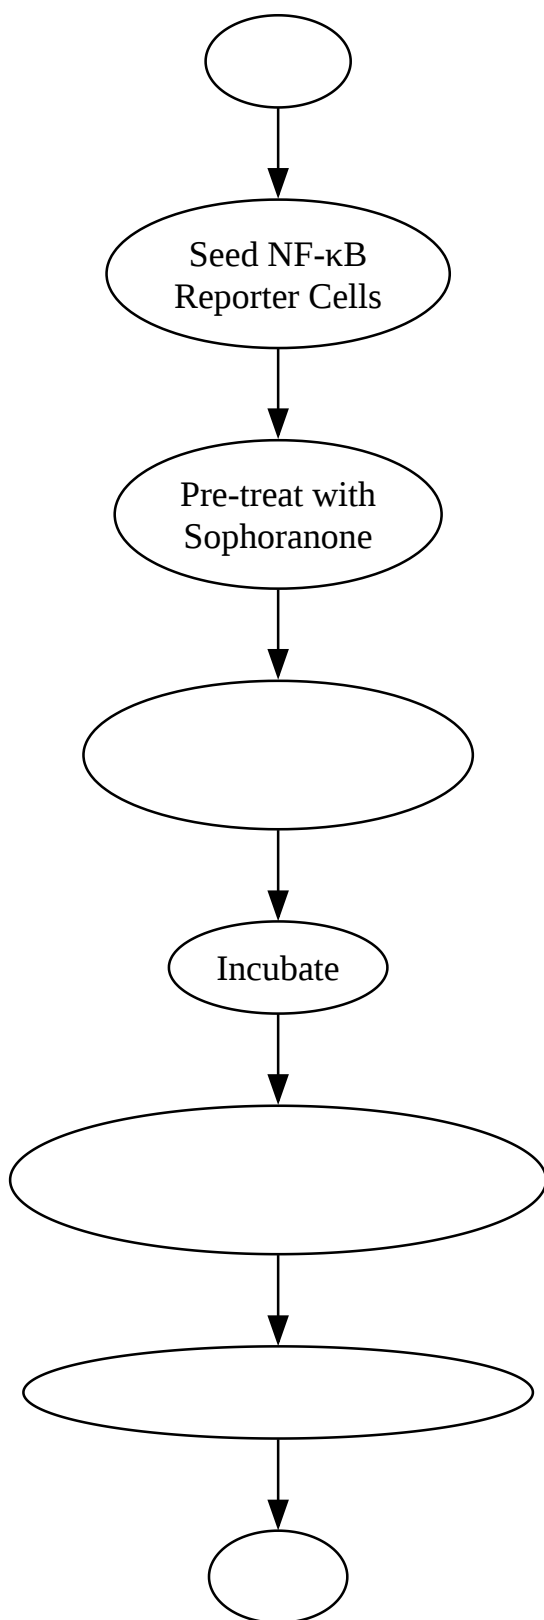 Seed NF-κB
Reporter Cells
Pre-treat with
Sophoranone
Incubate